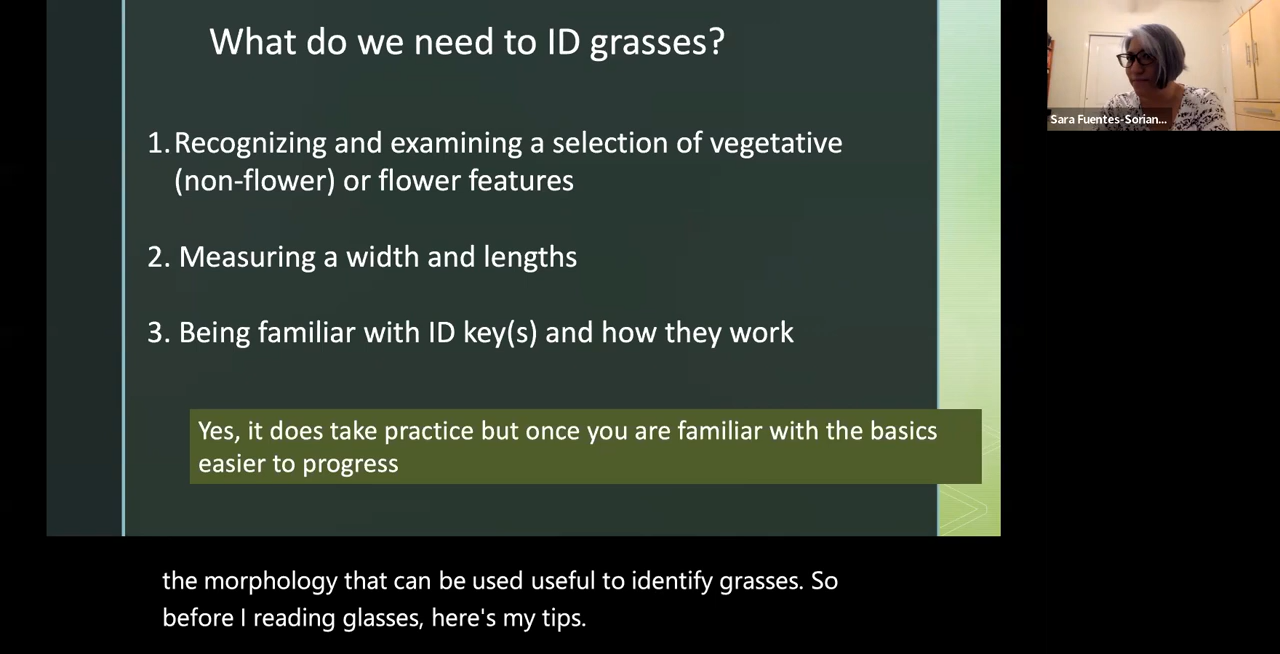 What do we need to ID grasses?
1. Recognizing and examining a selection of vegetative
(non-flower) or flower features
2. Measuring a width and lengths
3. Being familiar with ID key(s) and how they work
Yes, it does take practice but once you are familiar with the basics
easier to progress
Sara Fuentes-Sorian...
the morphology that can be used useful to identify grasses. So
before I reading glasses, here's my tips.